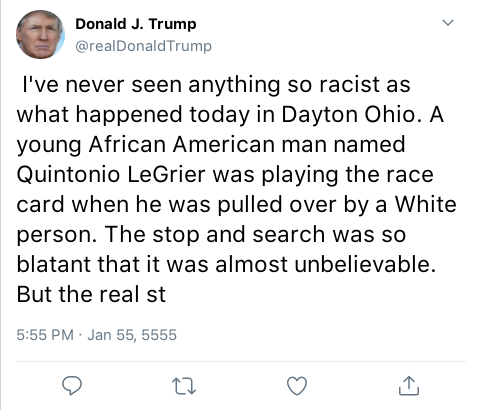 Donald J. Trump
@realDonaldTrump
I've never seen anything so racist as
what happened today in Dayton Ohio. A
young African American man named
Quintonio LeGrier was playing the race
card when he was pulled over by a White
person. The stop and search was so
blatant that it was almost unbelievable.
But the real st
5:55 PM · Jan 55, 5555